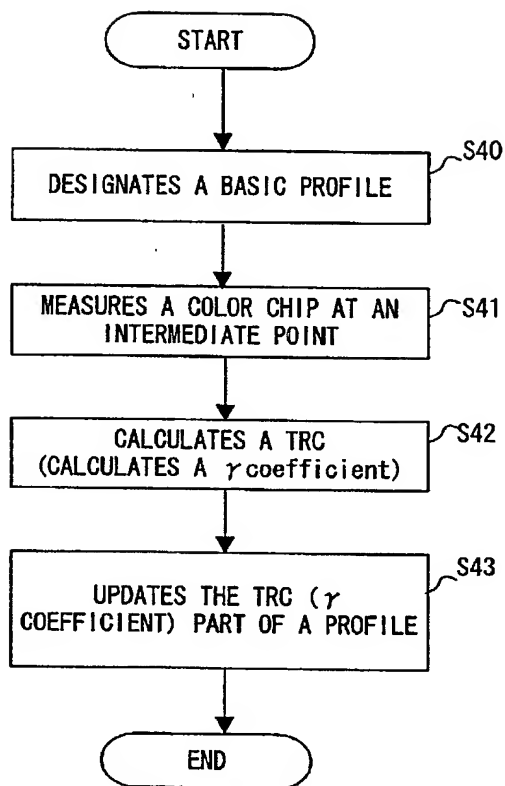 START
S40
DESIGNATES A BASIC PROFILE
S41
MEASURES A COLOR CHIP AT AN
INTERMEDIATE POINT
S42
CALCULATES A TRC
(CALCULATES A γ coefficient)
S43
UPDATES THE TRC (γ
COEFFICIENT) PART OF A PROFILE
END